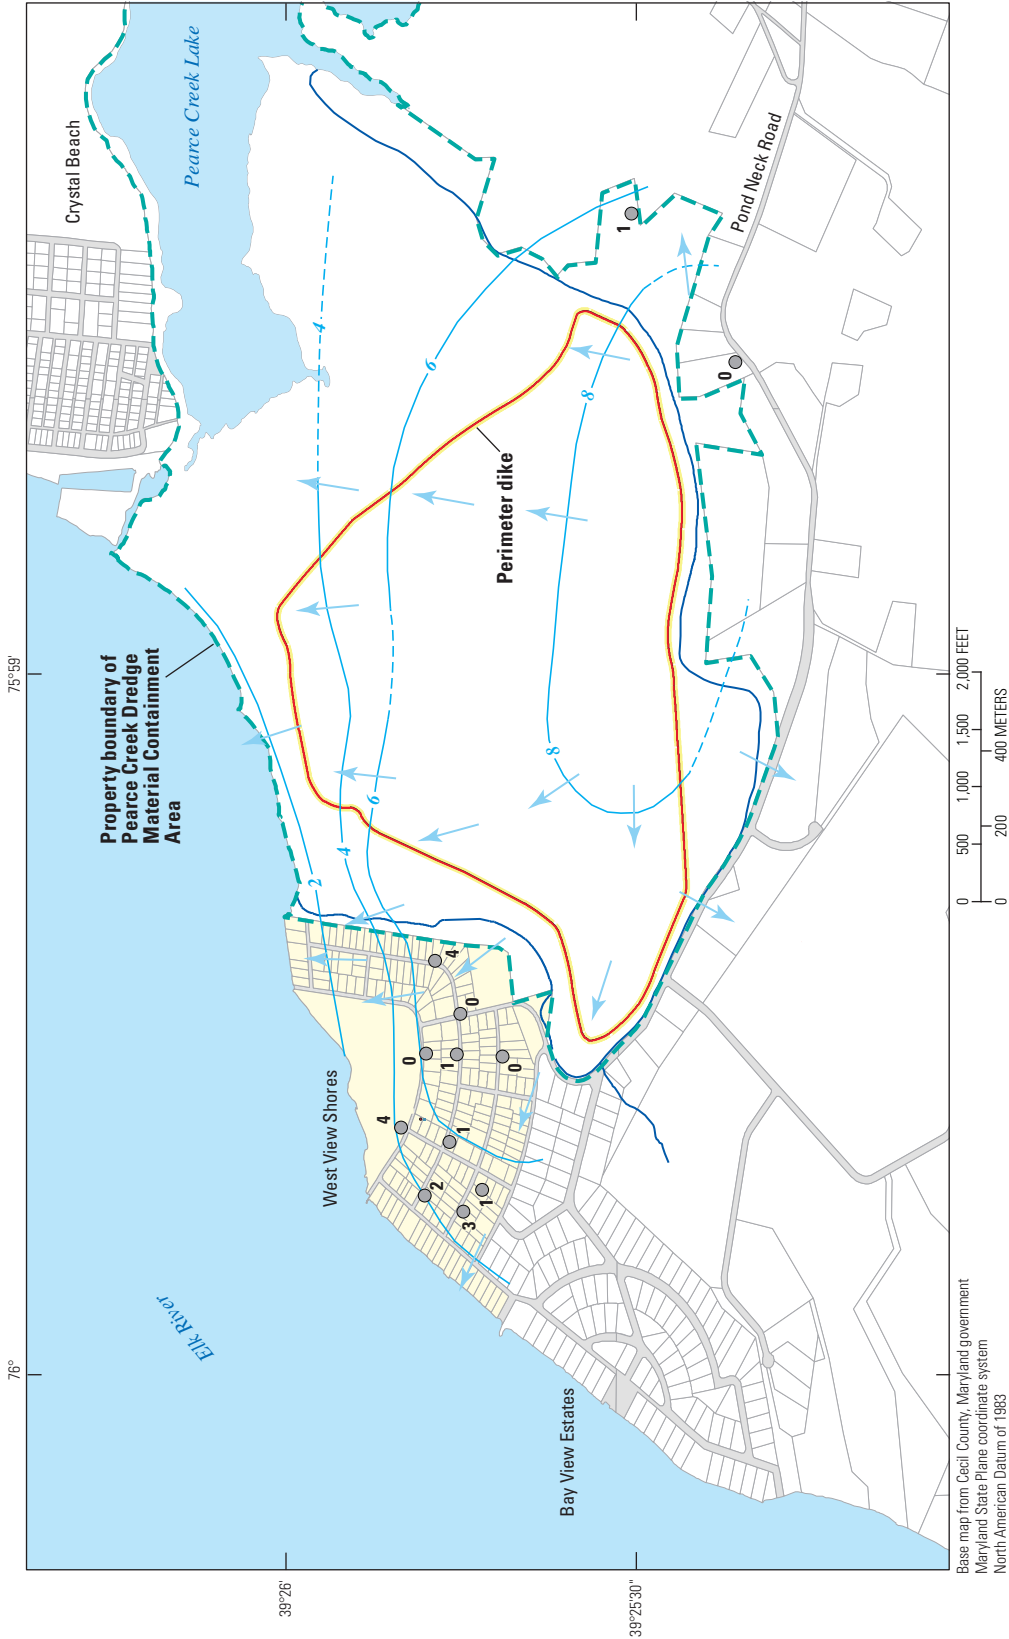 76°
75°59'
39°26'
39°25'30"
Crystal Beach
Pearce Creek Lake
Property boundary of
Pearce Creek Dredge
Material Containment
Area
4
6
8
Perimeter dike
1
0
Pond Neck Road
2
4
6
8
West View Shores
Elk River
4
0
0
1
0
4
1
2
1
3
Bay View Estates
0 500 1,000 1,500 2,000 FEET
0 200 400 METERS
Base map from Cecil County, Maryland government
Maryland State Plane coordinate system
North American Datum of 1983